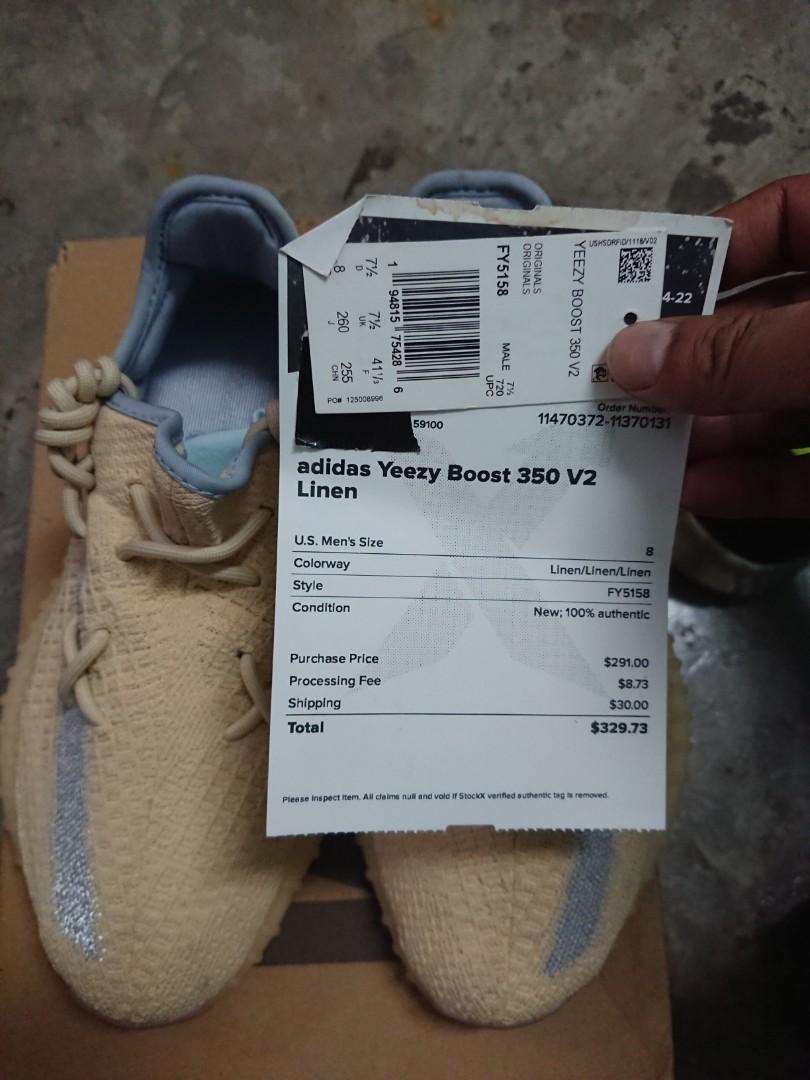 USHSDRFID/1118/V02
YEEZY BOOST 350 V2
ORIGINALS
ORIGINALS
FY5158
MALE 7½
720
UPC
1 94815 75428 6
7½ 7½ 41⅓
D UK F
8 260 255
J CHN
PO# 125008996
4-22
Order Number
59100 11470372-11370131
adidas Yeezy Boost 350 V2
Linen
U.S. Men's Size 8
Colorway Linen/Linen/Linen
Style FY5158
Condition New; 100% authentic
Purchase Price $291.00
Processing Fee $8.73
Shipping $30.00
Total $329.73
Please inspect item. All claims null and void if StockX verified authentic tag is removed.